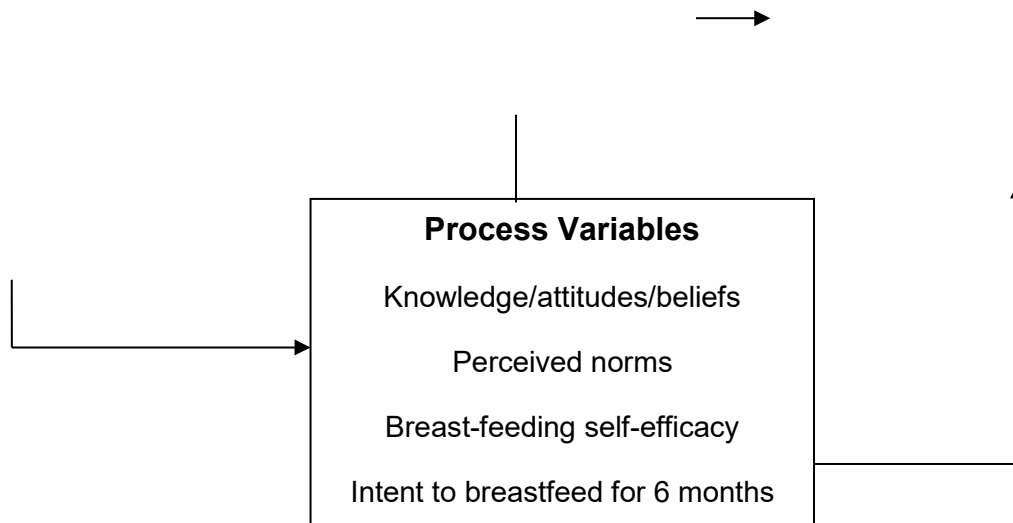 Process Variables
Knowledge/attitudes/beliefs
Perceived norms
Breast-feeding self-efficacy
Intent to breastfeed for 6 months